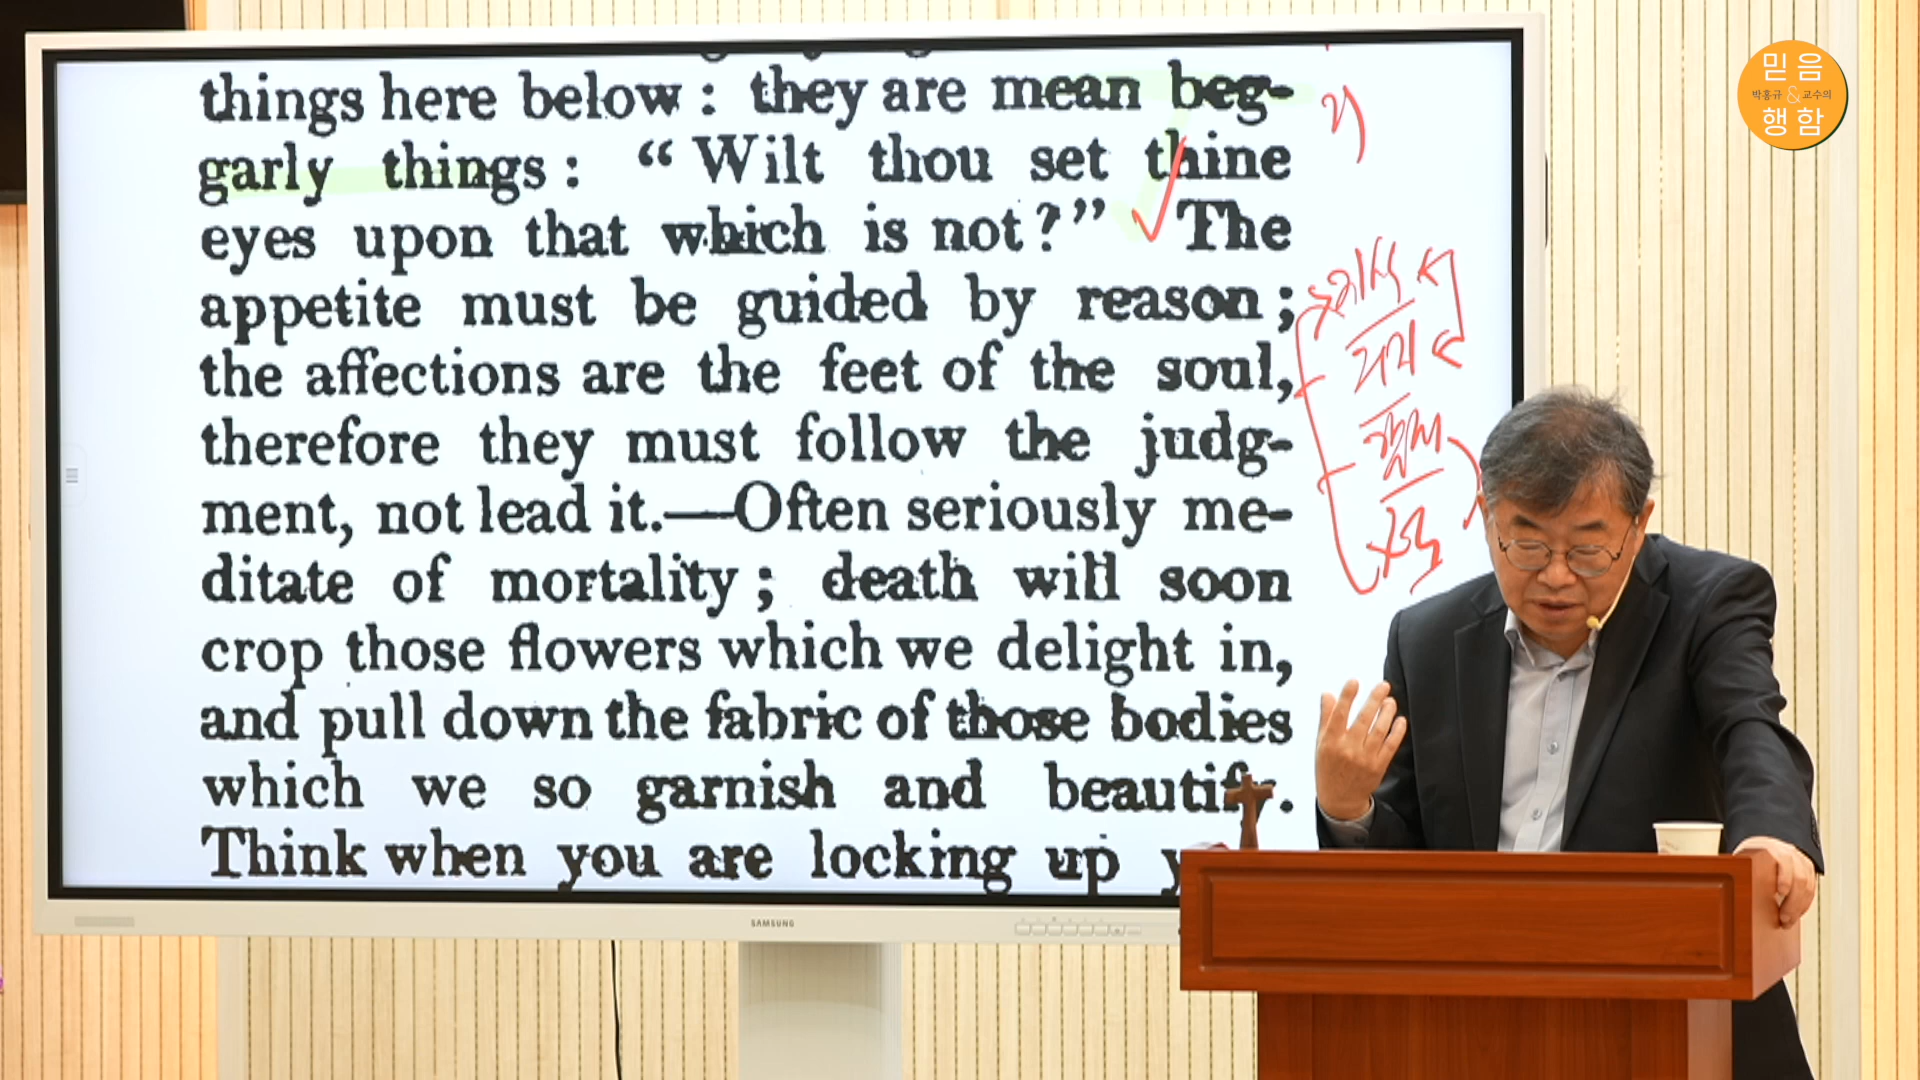 things here below : they are mean beg-
garly things : “ Wilt thou set thine
eyes upon that which is not ? ” The
appetite must be guided by reason ;
the affections are the feet of the soul,
therefore they must follow the judg-
ment, not lead it.—Often seriously me-
ditate of mortality ; death will soon
crop those flowers which we delight in,
and pull down the fabric of those bodies
which we so garnish and beautify.
Think when you are locking up
2)
지식
SAMSUNG
믿음
박홍규 & 교수의
행함